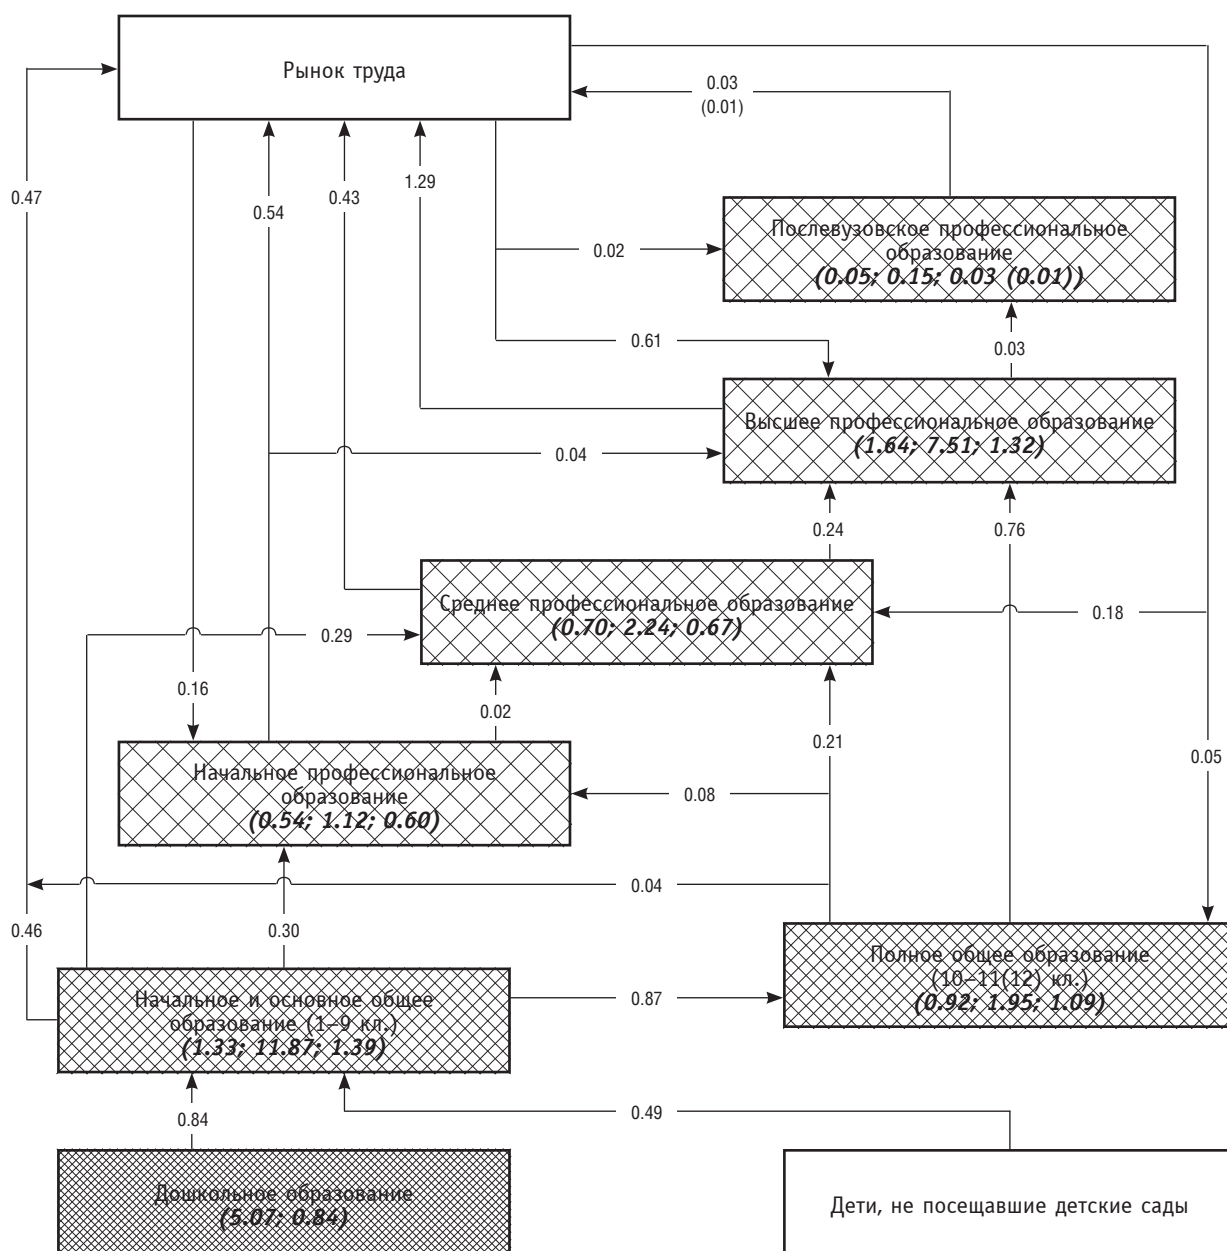 Рынок труда
0.03
(0.01)
0.47
0.54
0.43
1.29
Послевузовское профессиональное
образование
(0.05; 0.15; 0.03 (0.01))
0.02
0.61
0.03
Высшее профессиональное образование
(1.64; 7.51; 1.32)
0.04
0.24
0.76
Среднее профессиональное образование
(0.70; 2.24; 0.67)
0.18
0.29
0.16
0.02
0.21
0.05
Начальное профессиональное
образование
(0.54; 1.12; 0.60)
0.08
0.04
0.46
0.30
Полное общее образование
(10–11(12) кл.)
(0.92; 1.95; 1.09)
0.87
Начальное и основное общее
образование (1–9 кл.)
(1.33; 11.87; 1.39)
0.84
0.49
Дошкольное образование
(5.07; 0.84)
Дети, не посещавшие детские сады